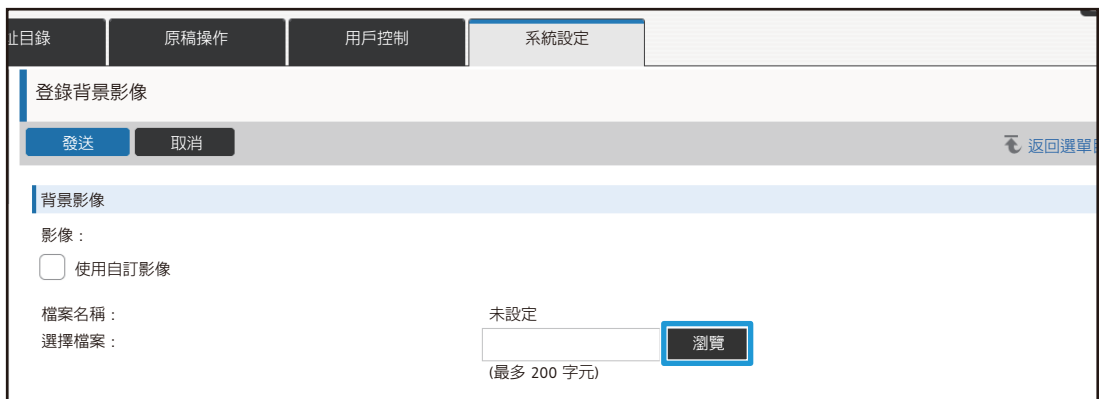 止目錄 原稿操作 用戶控制 系統設定
登錄背景影像
發送 取消 返回選單
背景影像
影像：
使用自訂影像
檔案名稱： 未設定
選擇檔案： 瀏覽
(最多 200 字元)